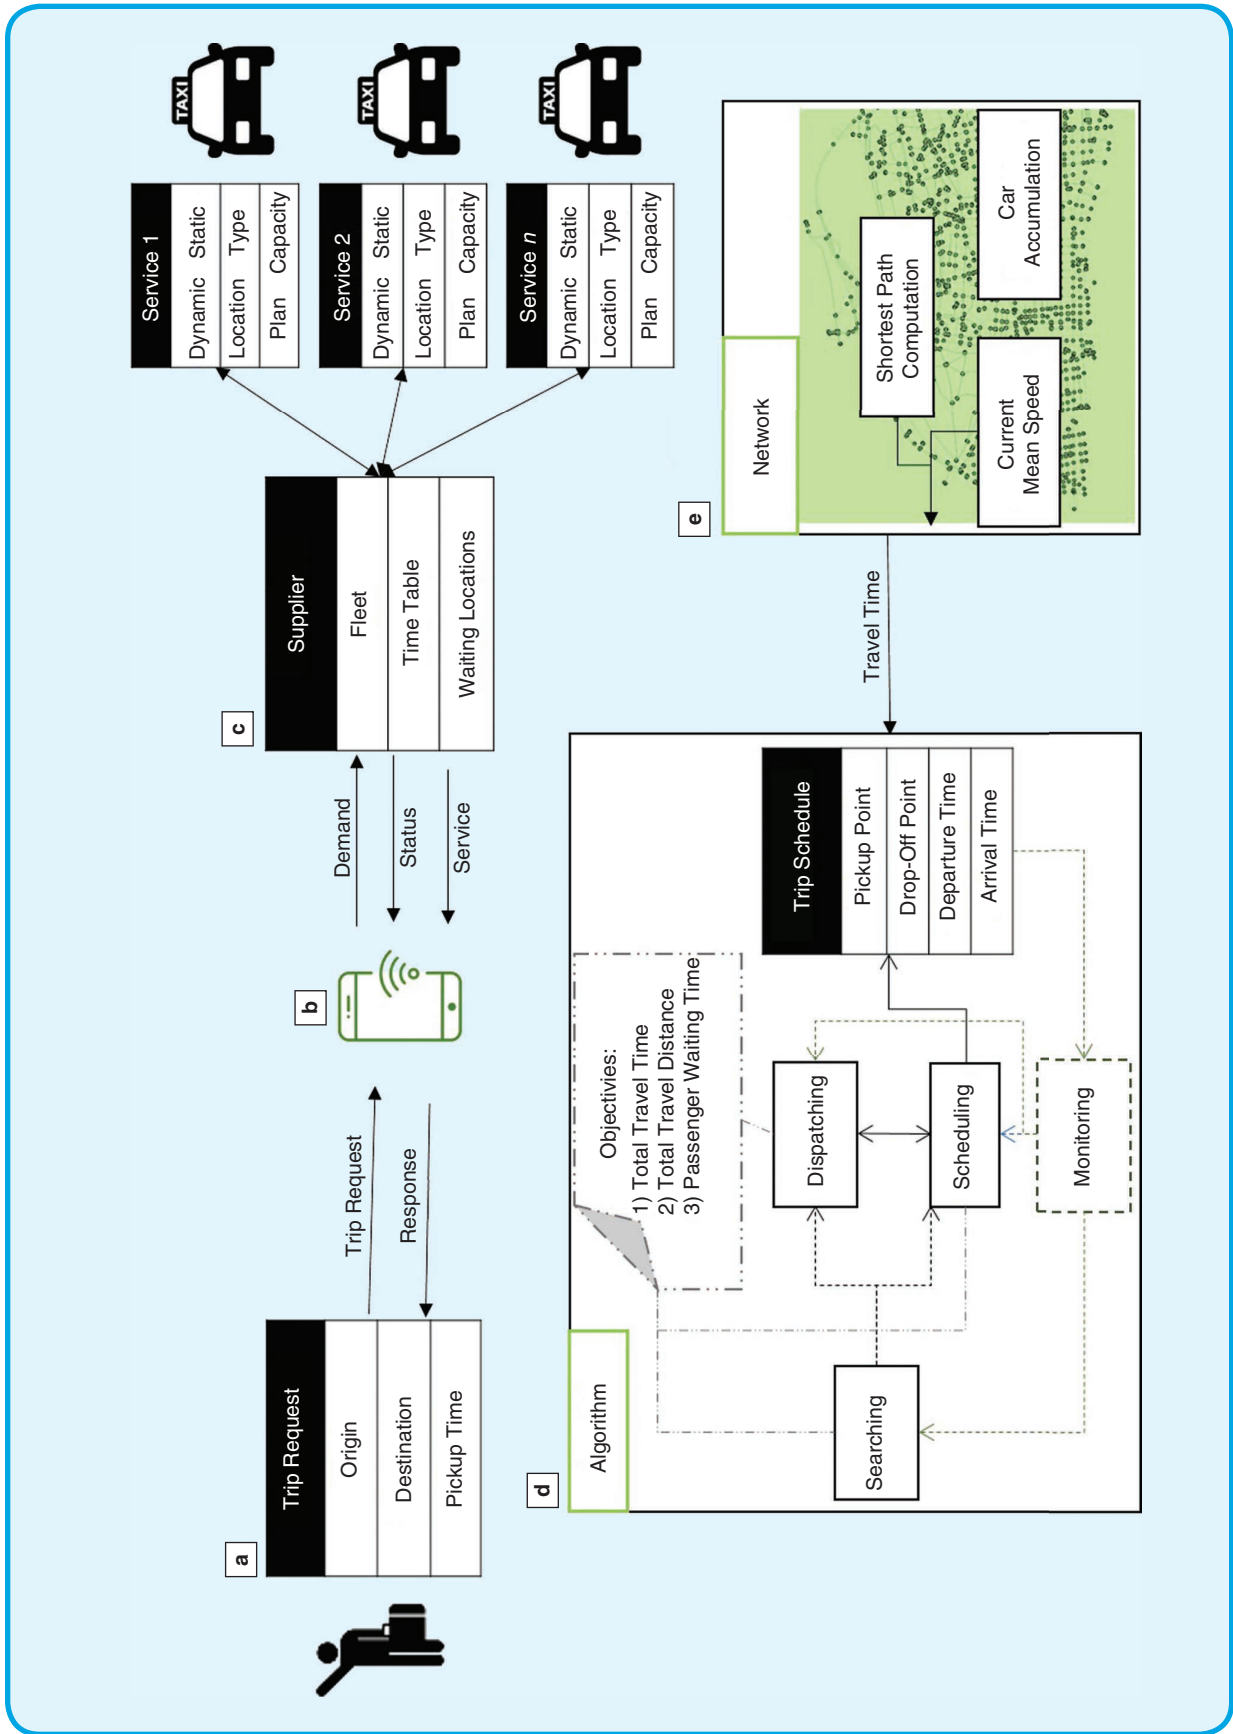 a
Trip Request
Origin
Destination
Pickup Time
Trip Request
Response
b
Demand
Status
Service
c
Supplier
Fleet
Time Table
Waiting Locations
Service 1
Dynamic Static
Location Type
Plan Capacity
TAXI
Service 2
Dynamic Static
Location Type
Plan Capacity
TAXI
Service n
Dynamic Static
Location Type
Plan Capacity
TAXI
d
Algorithm
Objectivies:
1) Total Travel Time
2) Total Travel Distance
3) Passenger Waiting Time
Searching
Dispatching
Scheduling
Monitoring
Trip Schedule
Pickup Point
Drop-Off Point
Departure Time
Arrival Time
Travel Time
e
Network
Shortest Path
Computation
Current
Mean Speed
Car
Accumulation